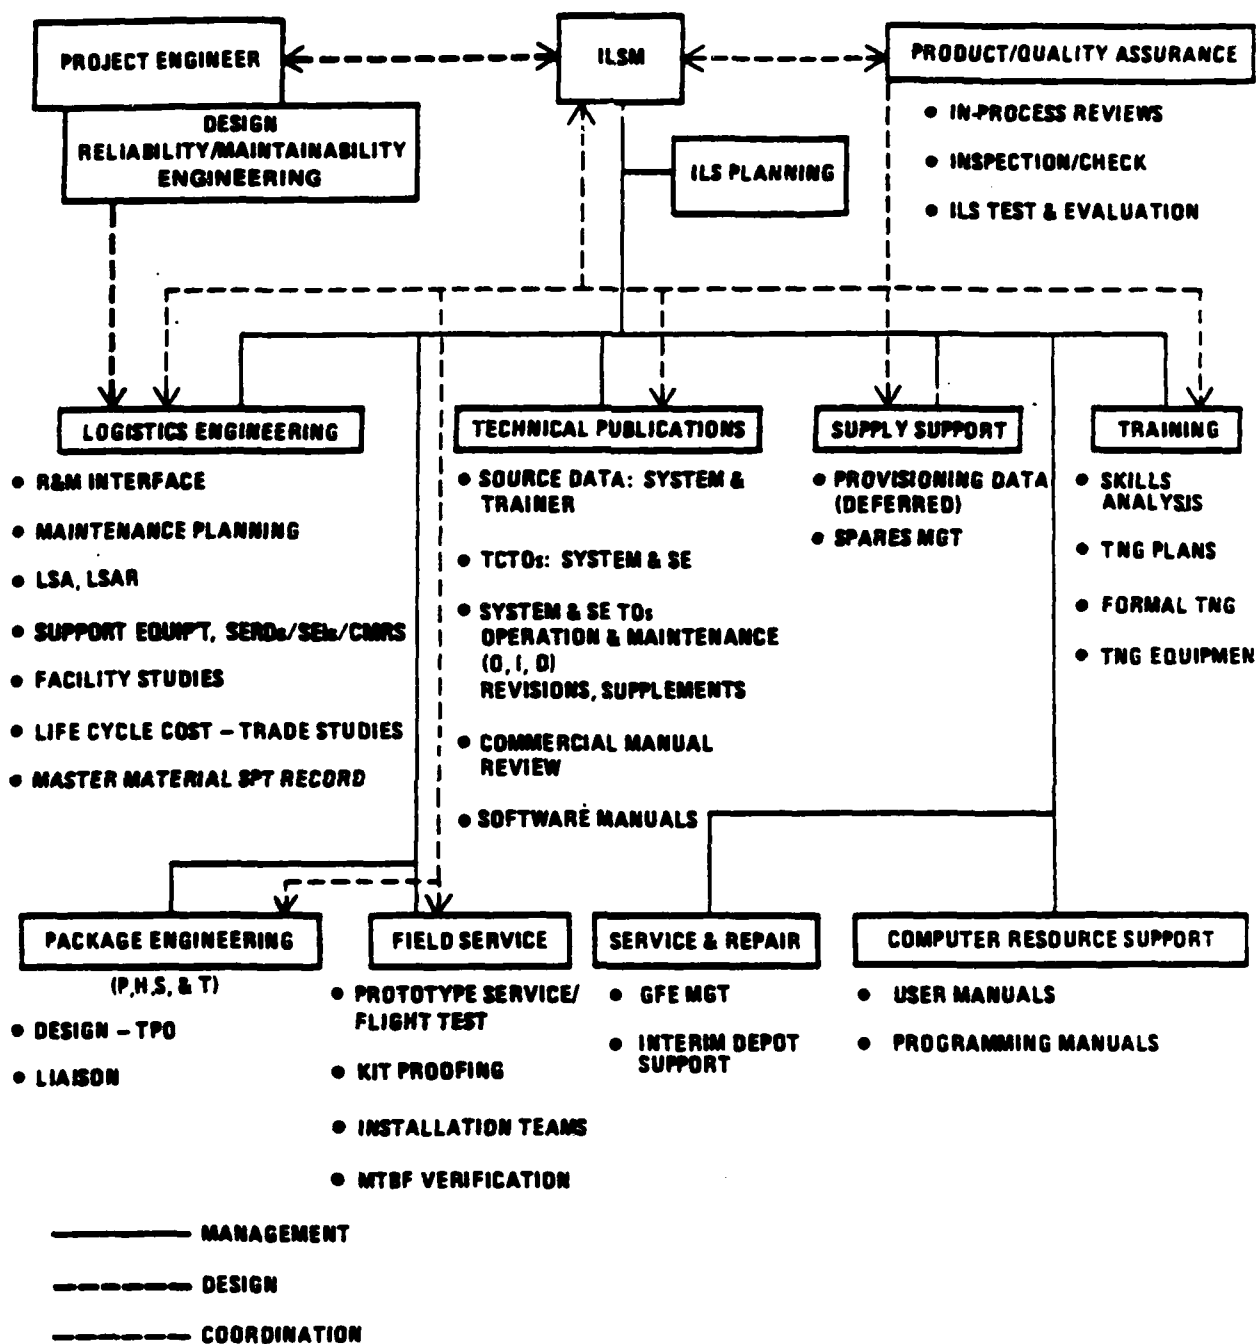 PROJECT ENGINEER
ILSM
PRODUCT/QUALITY ASSURANCE
DESIGN
RELIABILITY/MAINTAINABILITY
ENGINEERING
ILS PLANNING
• IN-PROCESS REVIEWS
• INSPECTION/CHECK
• ILS TEST & EVALUATION
LOGISTICS ENGINEERING
• R&M INTERFACE
• MAINTENANCE PLANNING
• LSA, LSAR
• SUPPORT EQUIPT, SERDs/SEIs/CMRS
• FACILITY STUDIES
• LIFE CYCLE COST – TRADE STUDIES
• MASTER MATERIAL SPT RECORD
TECHNICAL PUBLICATIONS
• SOURCE DATA: SYSTEM &
TRAINER
• TCTOs: SYSTEM & SE
• SYSTEM & SE TOs
OPERATION & MAINTENANCE
(O, I, D)
REVISIONS, SUPPLEMENTS
• COMMERCIAL MANUAL
REVIEW
• SOFTWARE MANUALS
SUPPLY SUPPORT
• PROVISIONING DATA
(DEFERRED)
• SPARES MGT
TRAINING
• SKILLS
ANALYSIS
• TNG PLANS
• FORMAL TNG
• TNG EQUIPMEN
PACKAGE ENGINEERING
(P,H,S, & T)
• DESIGN – TPO
• LIAISON
FIELD SERVICE
• PROTOTYPE SERVICE/
FLIGHT TEST
• KIT PROOFING
• INSTALLATION TEAMS
• MTBF VERIFICATION
SERVICE & REPAIR
• GFE MGT
• INTERIM DEPOT
SUPPORT
COMPUTER RESOURCE SUPPORT
• USER MANUALS
• PROGRAMMING MANUALS
MANAGEMENT
DESIGN
COORDINATION